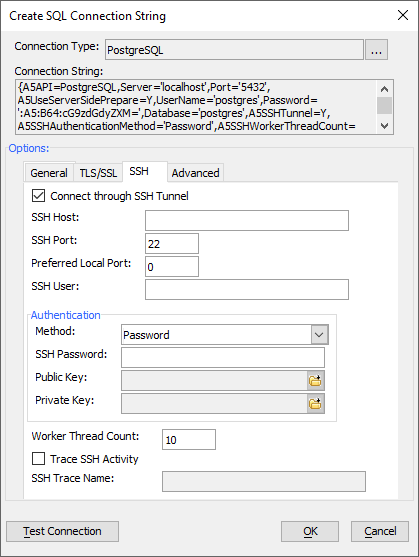 Create SQL Connection String
Connection Type: PostgreSQL ...
Connection String:
{A5API=PostgreSQL,Server='localhost',Port='5432',
A5UseServerSidePrepare=Y,UserName='postgres',Password=
':A5:B64:cG9zdGdyZXM=',Database='postgres',A5SSHTunnel=Y,
A5SSHAuthenticationMethod='Password',A5SSHWorkerThreadCount=
Options:
General TLS/SSL SSH Advanced
Connect through SSH Tunnel
SSH Host:
SSH Port: 22
Preferred Local Port: 0
SSH User:
Authentication
Method: Password
SSH Password:
Public Key:
Private Key:
Worker Thread Count: 10
Trace SSH Activity
SSH Trace Name:
Test Connection OK Cancel